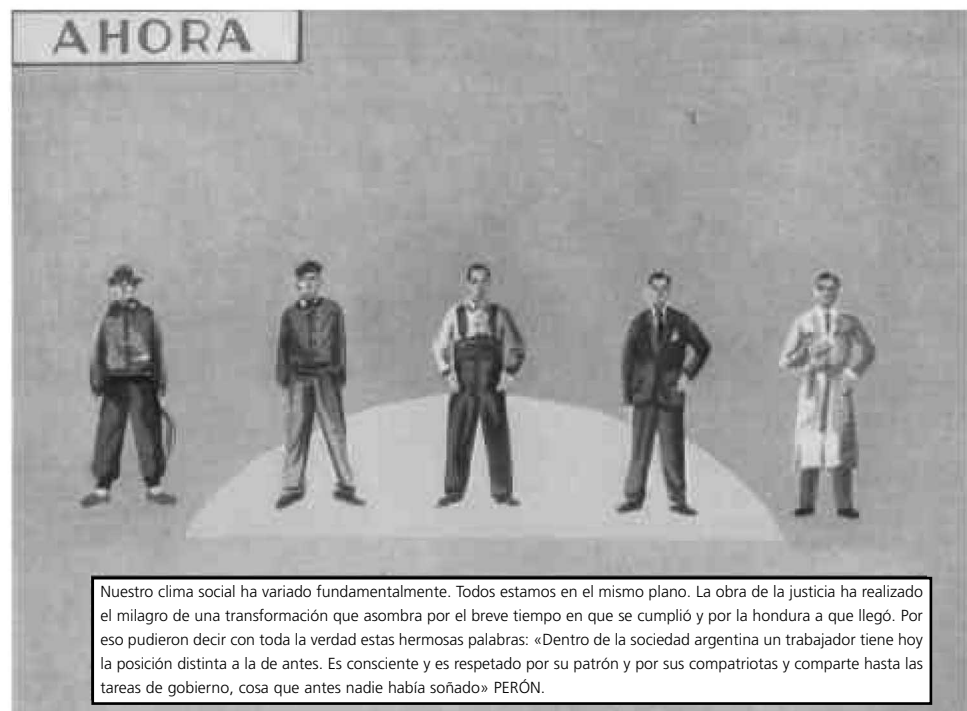 AHORA
Nuestro clima social ha variado fundamentalmente. Todos estamos en el mismo plano. La obra de la justicia ha realizado
el milagro de una transformación que asombra por el breve tiempo en que se cumplió y por la hondura a que llegó. Por
eso pudieron decir con toda la verdad estas hermosas palabras: «Dentro de la sociedad argentina un trabajador tiene hoy
la posición distinta a la de antes. Es consciente y es respetado por su patrón y por sus compatriotas y comparte hasta las
tareas de gobierno, cosa que antes nadie había soñado» PERÓN.